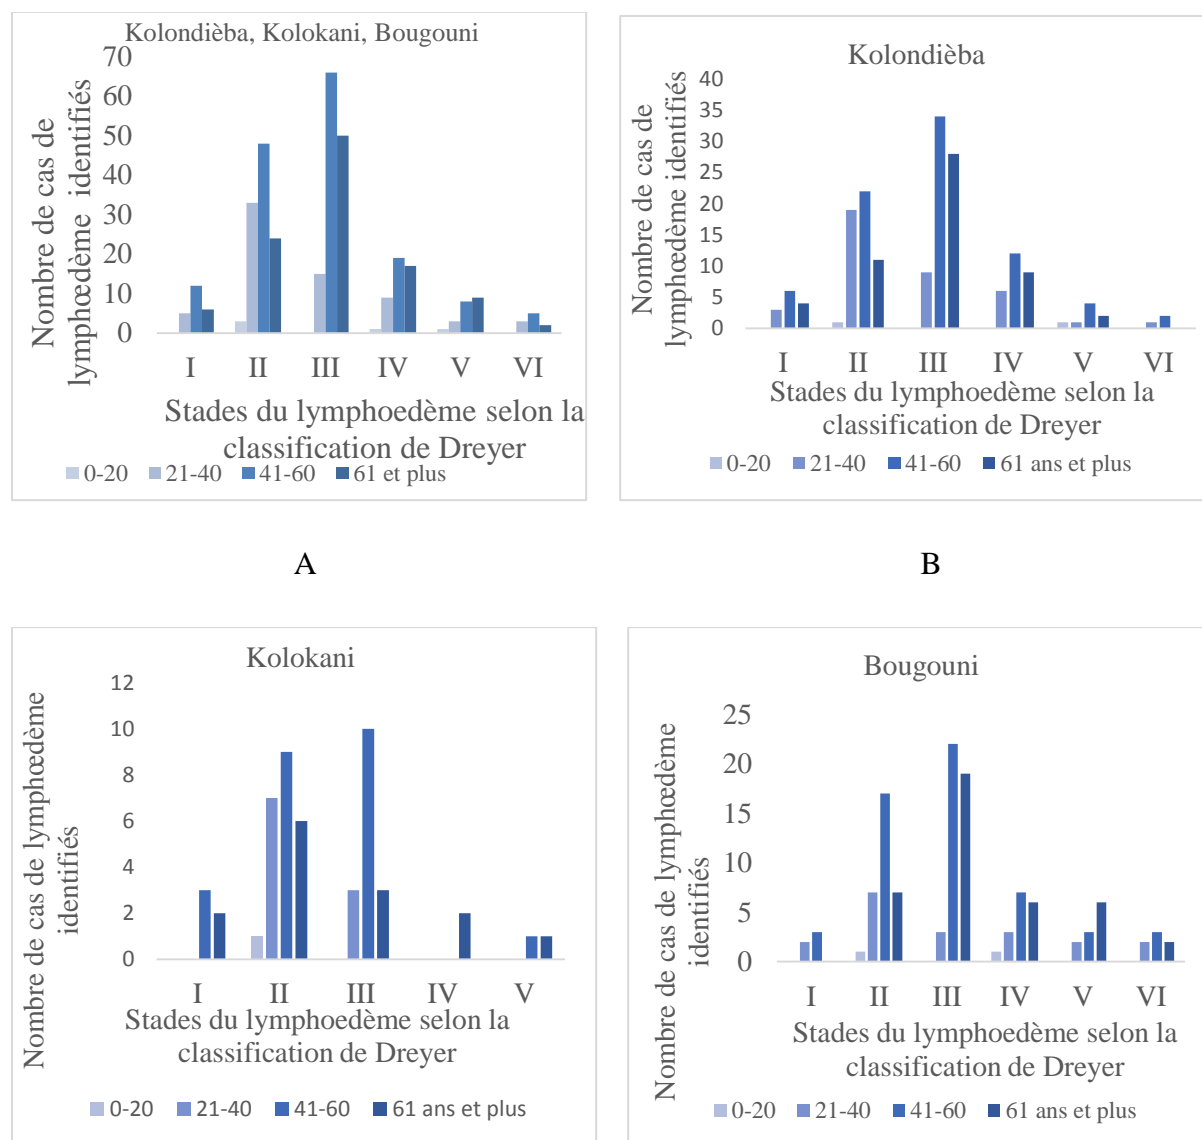 Kolondièba, Kolokani, Bougouni
Nombre de cas de
lymphœdème identifiés
70
60
50
40
30
20
10
0
I II III IV V VI
Stades du lymphoedème selon la
classification de Dreyer
0-20 21-40 41-60 61 et plus
A
Kolondièba
Nombre de cas de
lymphœdème identifiés
40
35
30
25
20
15
10
5
0
I II III IV V VI
Stades du lymphoedème selon la
classification de Dreyer
0-20 21-40 41-60 61 ans et plus
B
Kolokani
Nombre de cas de lymphœdème
identifiés
12
10
8
6
4
2
0
I II III IV V
Stades du lymphoedème selon la
classification de Dreyer
0-20 21-40 41-60 61 ans et plus
Bougouni
Nombre de cas de lymphœdème
identifiés
25
20
15
10
5
0
I II III IV V VI
Stades du lymphoedème selon la
classification de Dreyer
0-20 21-40 41-60 61 ans et plus